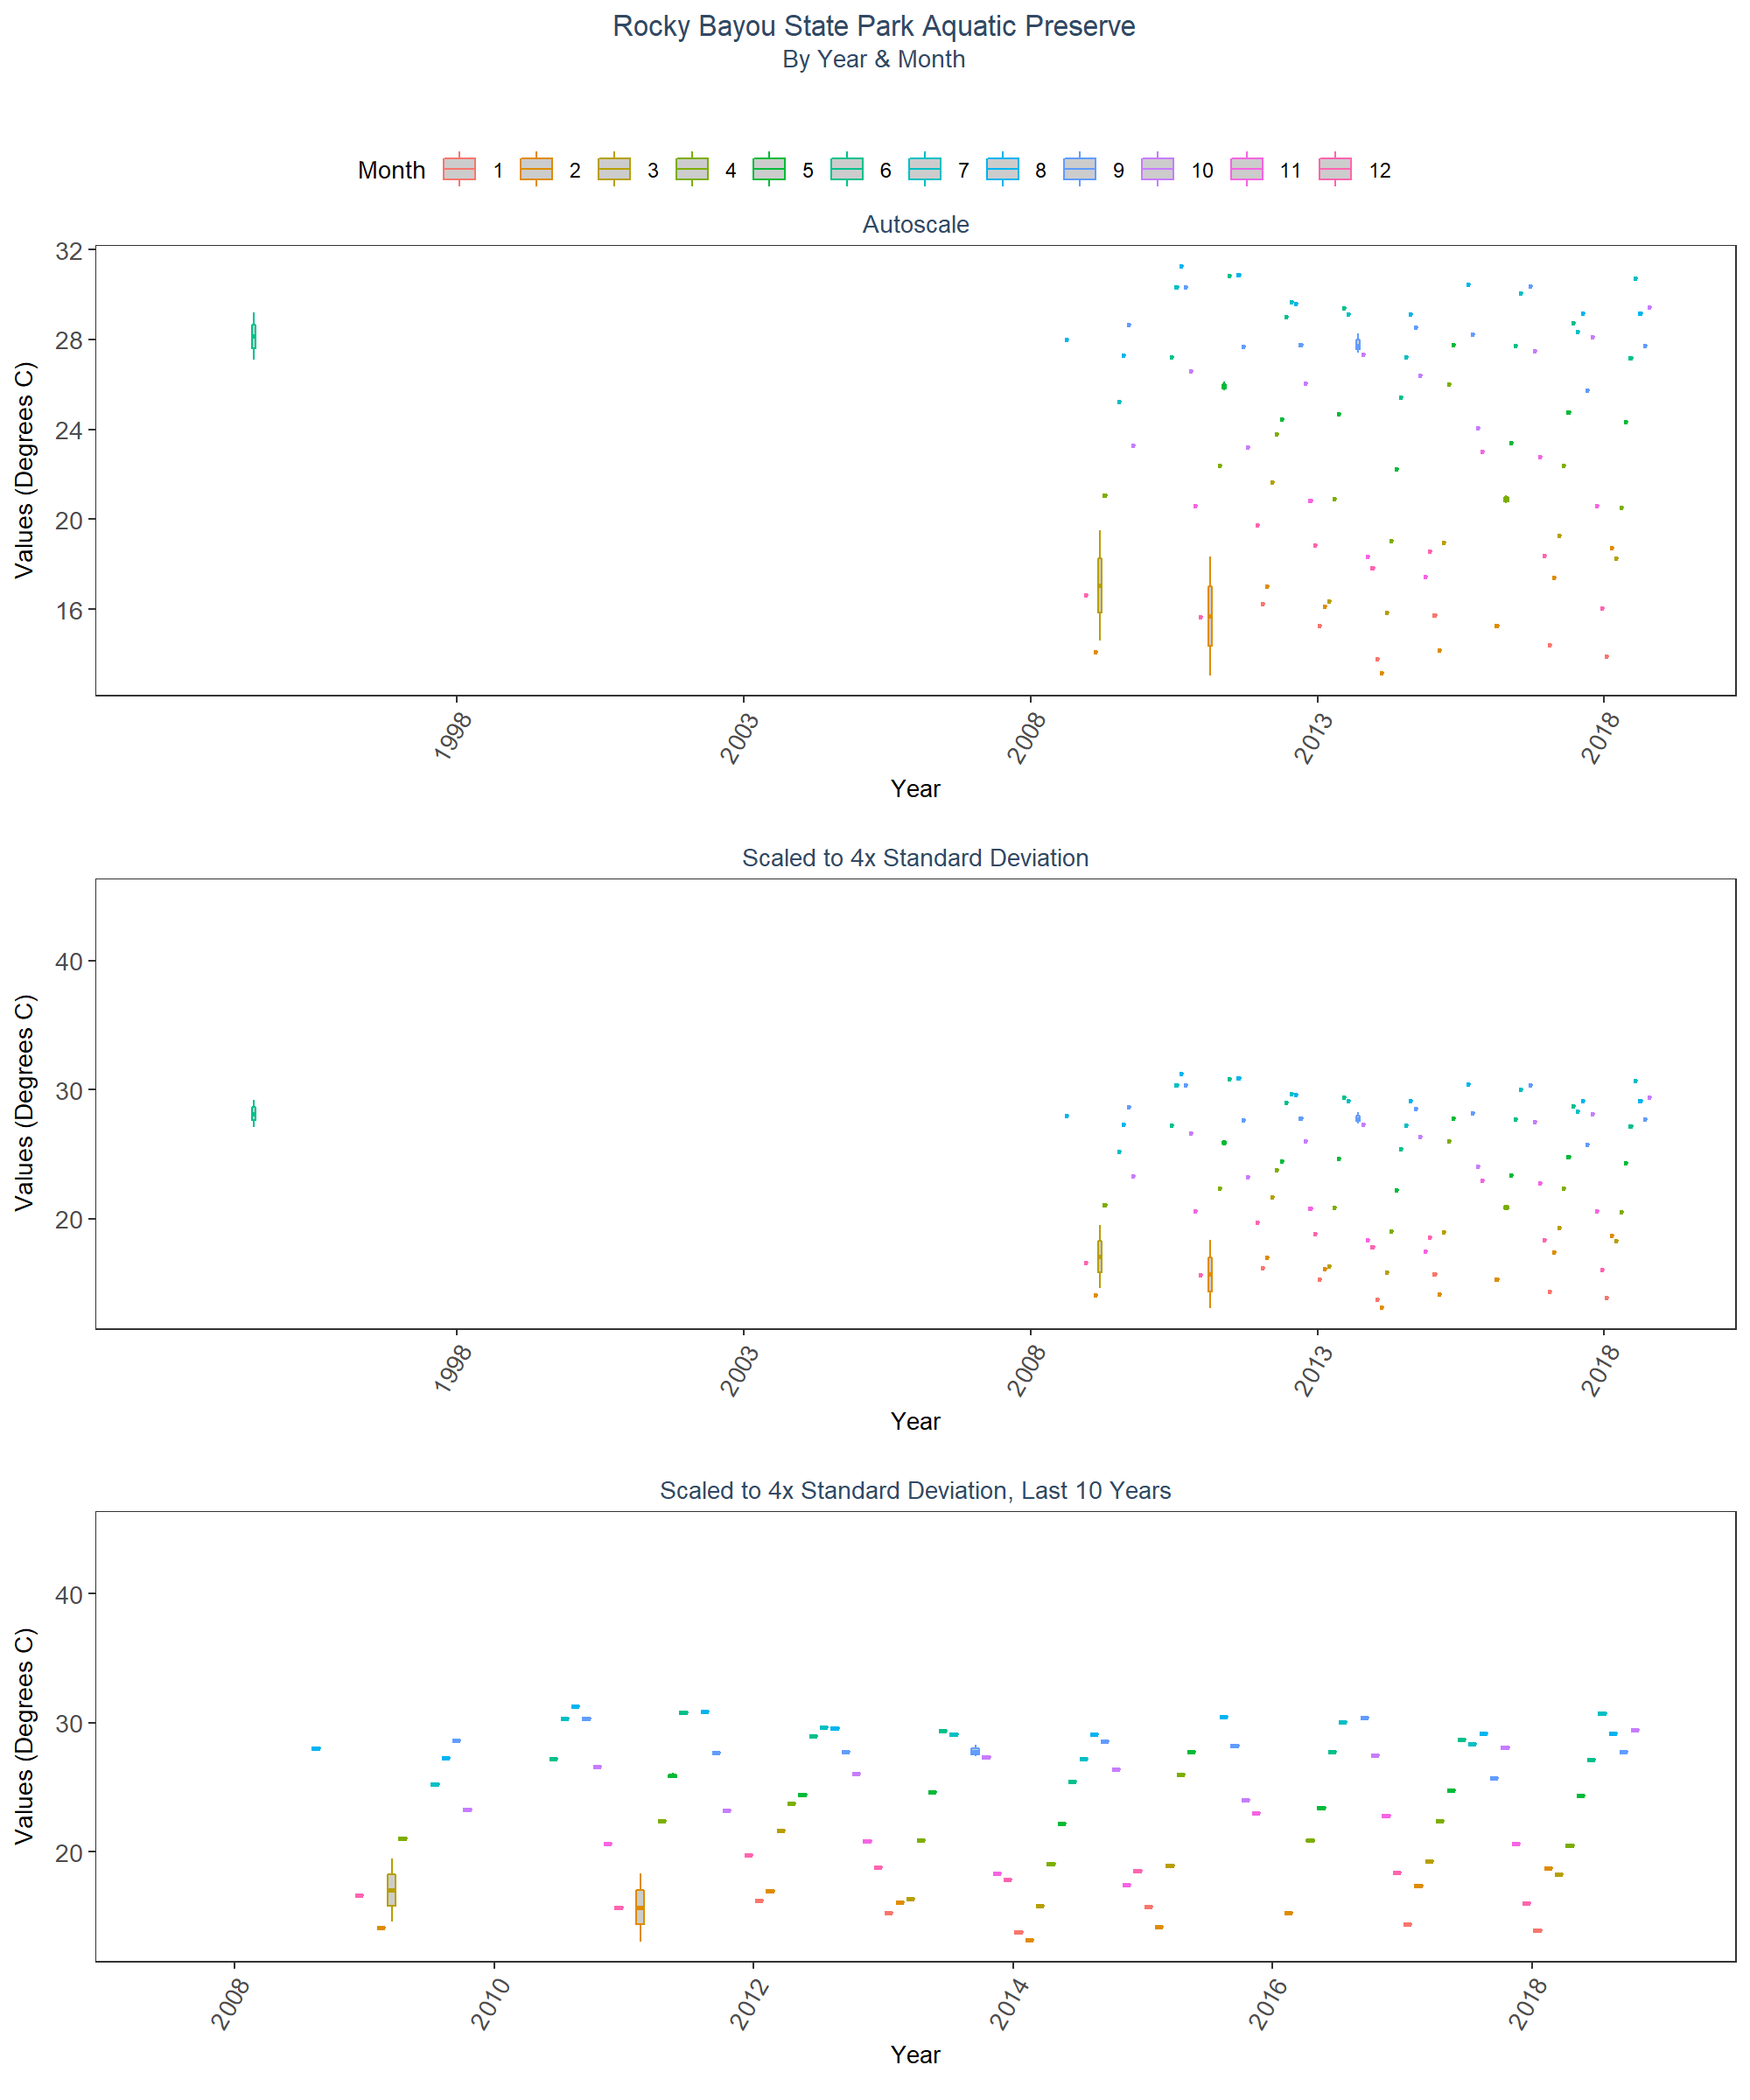 Rocky Bayou State Park Aquatic Preserve
By Year & Month
Month 1 2 3 4 5 6 7 8 9 10 11 12
Autoscale
Values (Degrees C)
32
28
24
20
16
1998 2003 2008 2013 2018
Year
Scaled to 4x Standard Deviation
Values (Degrees C)
40
30
20
1998 2003 2008 2013 2018
Year
Scaled to 4x Standard Deviation, Last 10 Years
Values (Degrees C)
40
30
20
2008 2010 2012 2014 2016 2018
Year